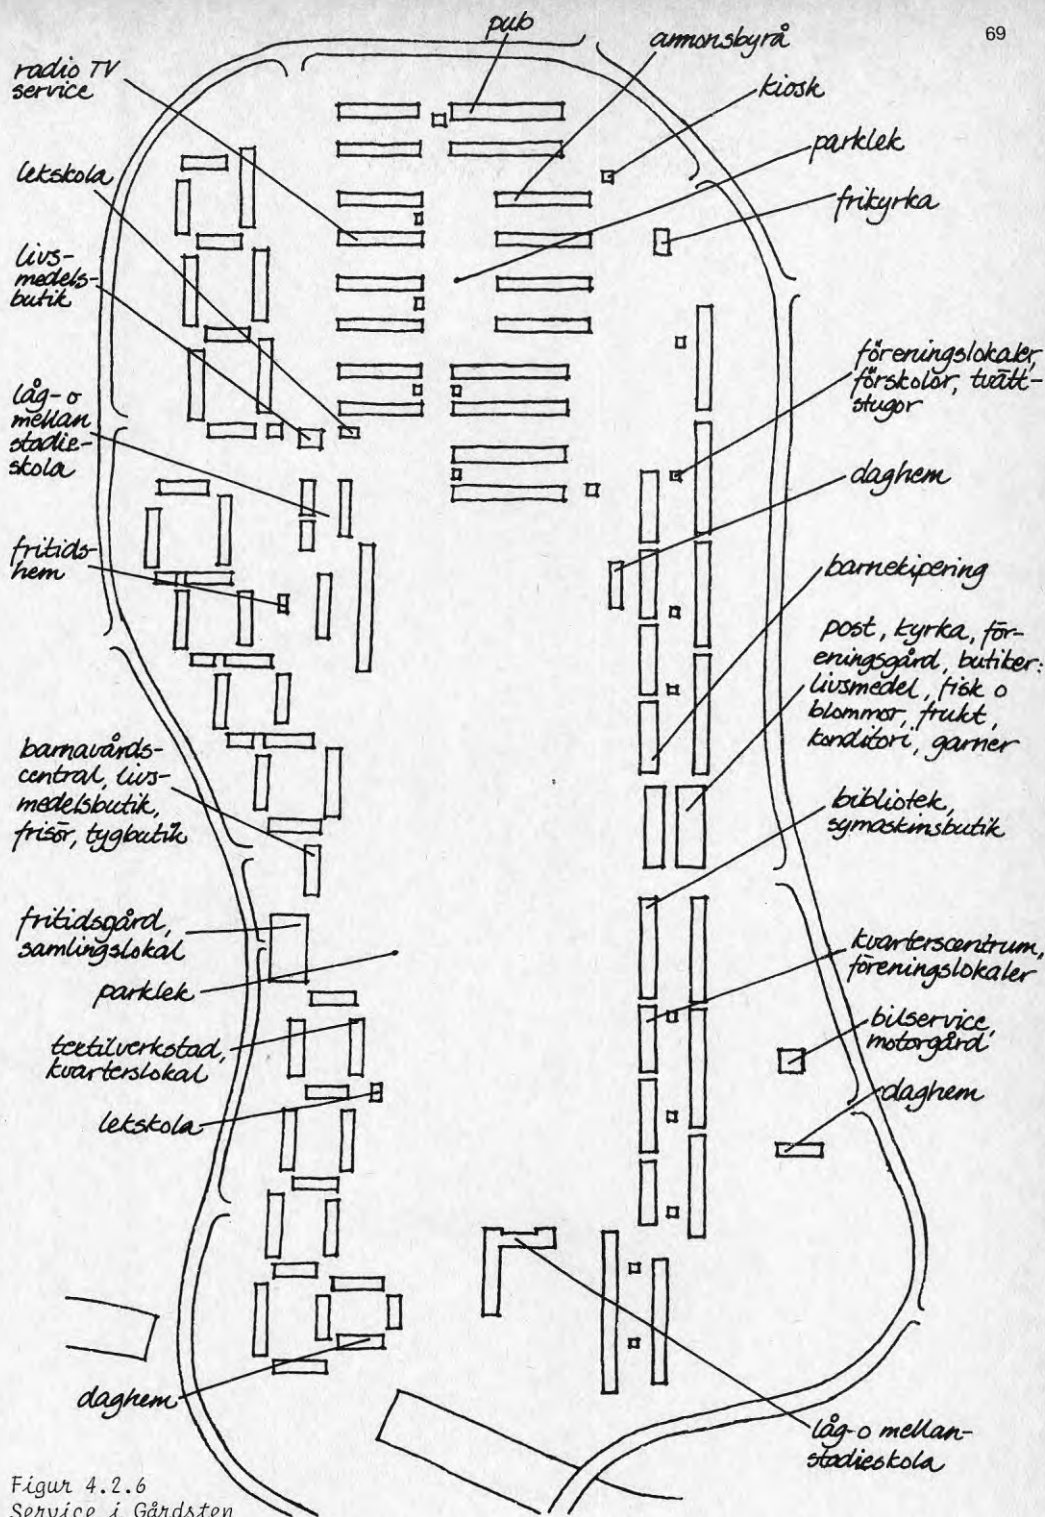 69
pub
annonsbyrå
kiosk
parklek
frikyrka
radio TV
service
lekskola
livs-
medels-
butik
låg- o
mellan
stadie-
skola
fritids-
hem
barnavårds-
central, livs-
medelsbutik,
frisör, tygbutik
fritidsgård,
samlingslokal
parklek
textilverkstad,
kvarterslokal
lekskola
daghem
föreningslokaler,
förskolor, tvätt-
stugor
daghem
barnekipering
post, kyrka, för-
eningsgård, butiker:
livsmedel, fisk o
blommor, frukt,
konditori, garner
bibliotek,
symaskinsbutik
kvarterscentrum,
föreningslokaler
bilservice,
motorgård
daghem
låg- o mellan-
stadieskola
Figur 4.2.6
Service i Gårdsten